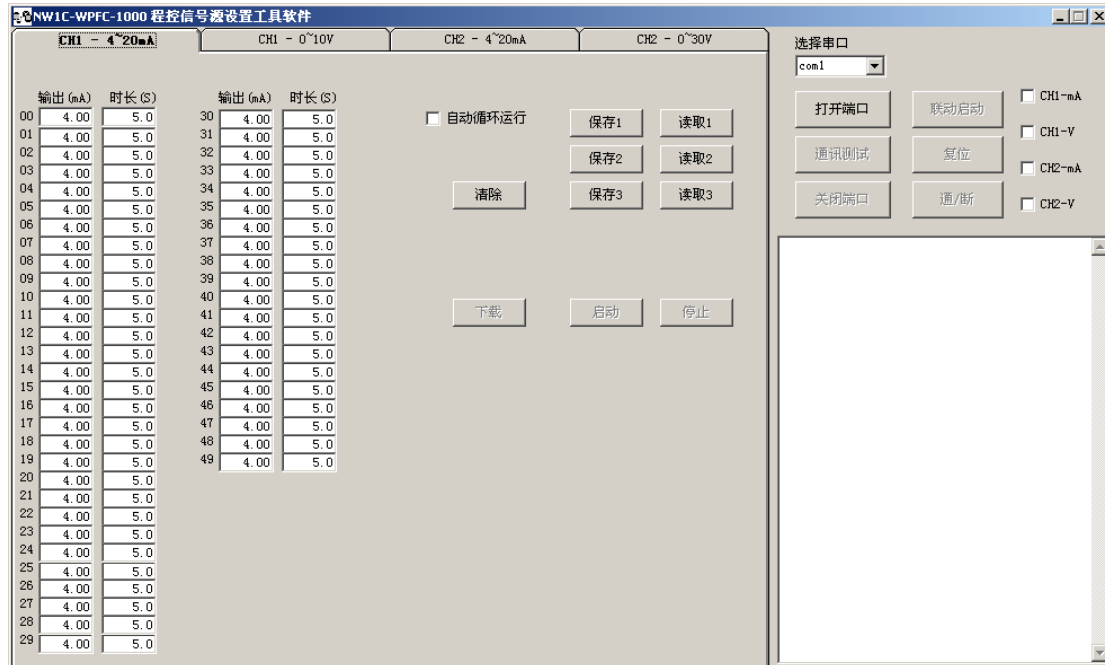 NW1C-WPFC-1000 程控信号源设置工具软件
CH1 - 4~20mA CH1 - 0~10V CH2 - 4~20mA CH2 - 0~30V
选择串口
com1
输出(mA) 时长(S) 输出(mA) 时长(S)
00 4.00 5.0 30 4.00 5.0
01 4.00 5.0 31 4.00 5.0
02 4.00 5.0 32 4.00 5.0
03 4.00 5.0 33 4.00 5.0
04 4.00 5.0 34 4.00 5.0
05 4.00 5.0 35 4.00 5.0
06 4.00 5.0 36 4.00 5.0
07 4.00 5.0 37 4.00 5.0
08 4.00 5.0 38 4.00 5.0
09 4.00 5.0 39 4.00 5.0
10 4.00 5.0 40 4.00 5.0
11 4.00 5.0 41 4.00 5.0
12 4.00 5.0 42 4.00 5.0
13 4.00 5.0 43 4.00 5.0
14 4.00 5.0 44 4.00 5.0
15 4.00 5.0 45 4.00 5.0
16 4.00 5.0 46 4.00 5.0
17 4.00 5.0 47 4.00 5.0
18 4.00 5.0 48 4.00 5.0
19 4.00 5.0 49 4.00 5.0
20 4.00 5.0
21 4.00 5.0
22 4.00 5.0
23 4.00 5.0
24 4.00 5.0
25 4.00 5.0
26 4.00 5.0
27 4.00 5.0
28 4.00 5.0
29 4.00 5.0
自动循环运行 保存1 读取1
保存2 读取2
清除 保存3 读取3
下载 启动 停止
打开端口 联动启动 CH1-mA
CH1-V
通讯测试 复位 CH2-mA
关闭端口 通/断 CH2-V